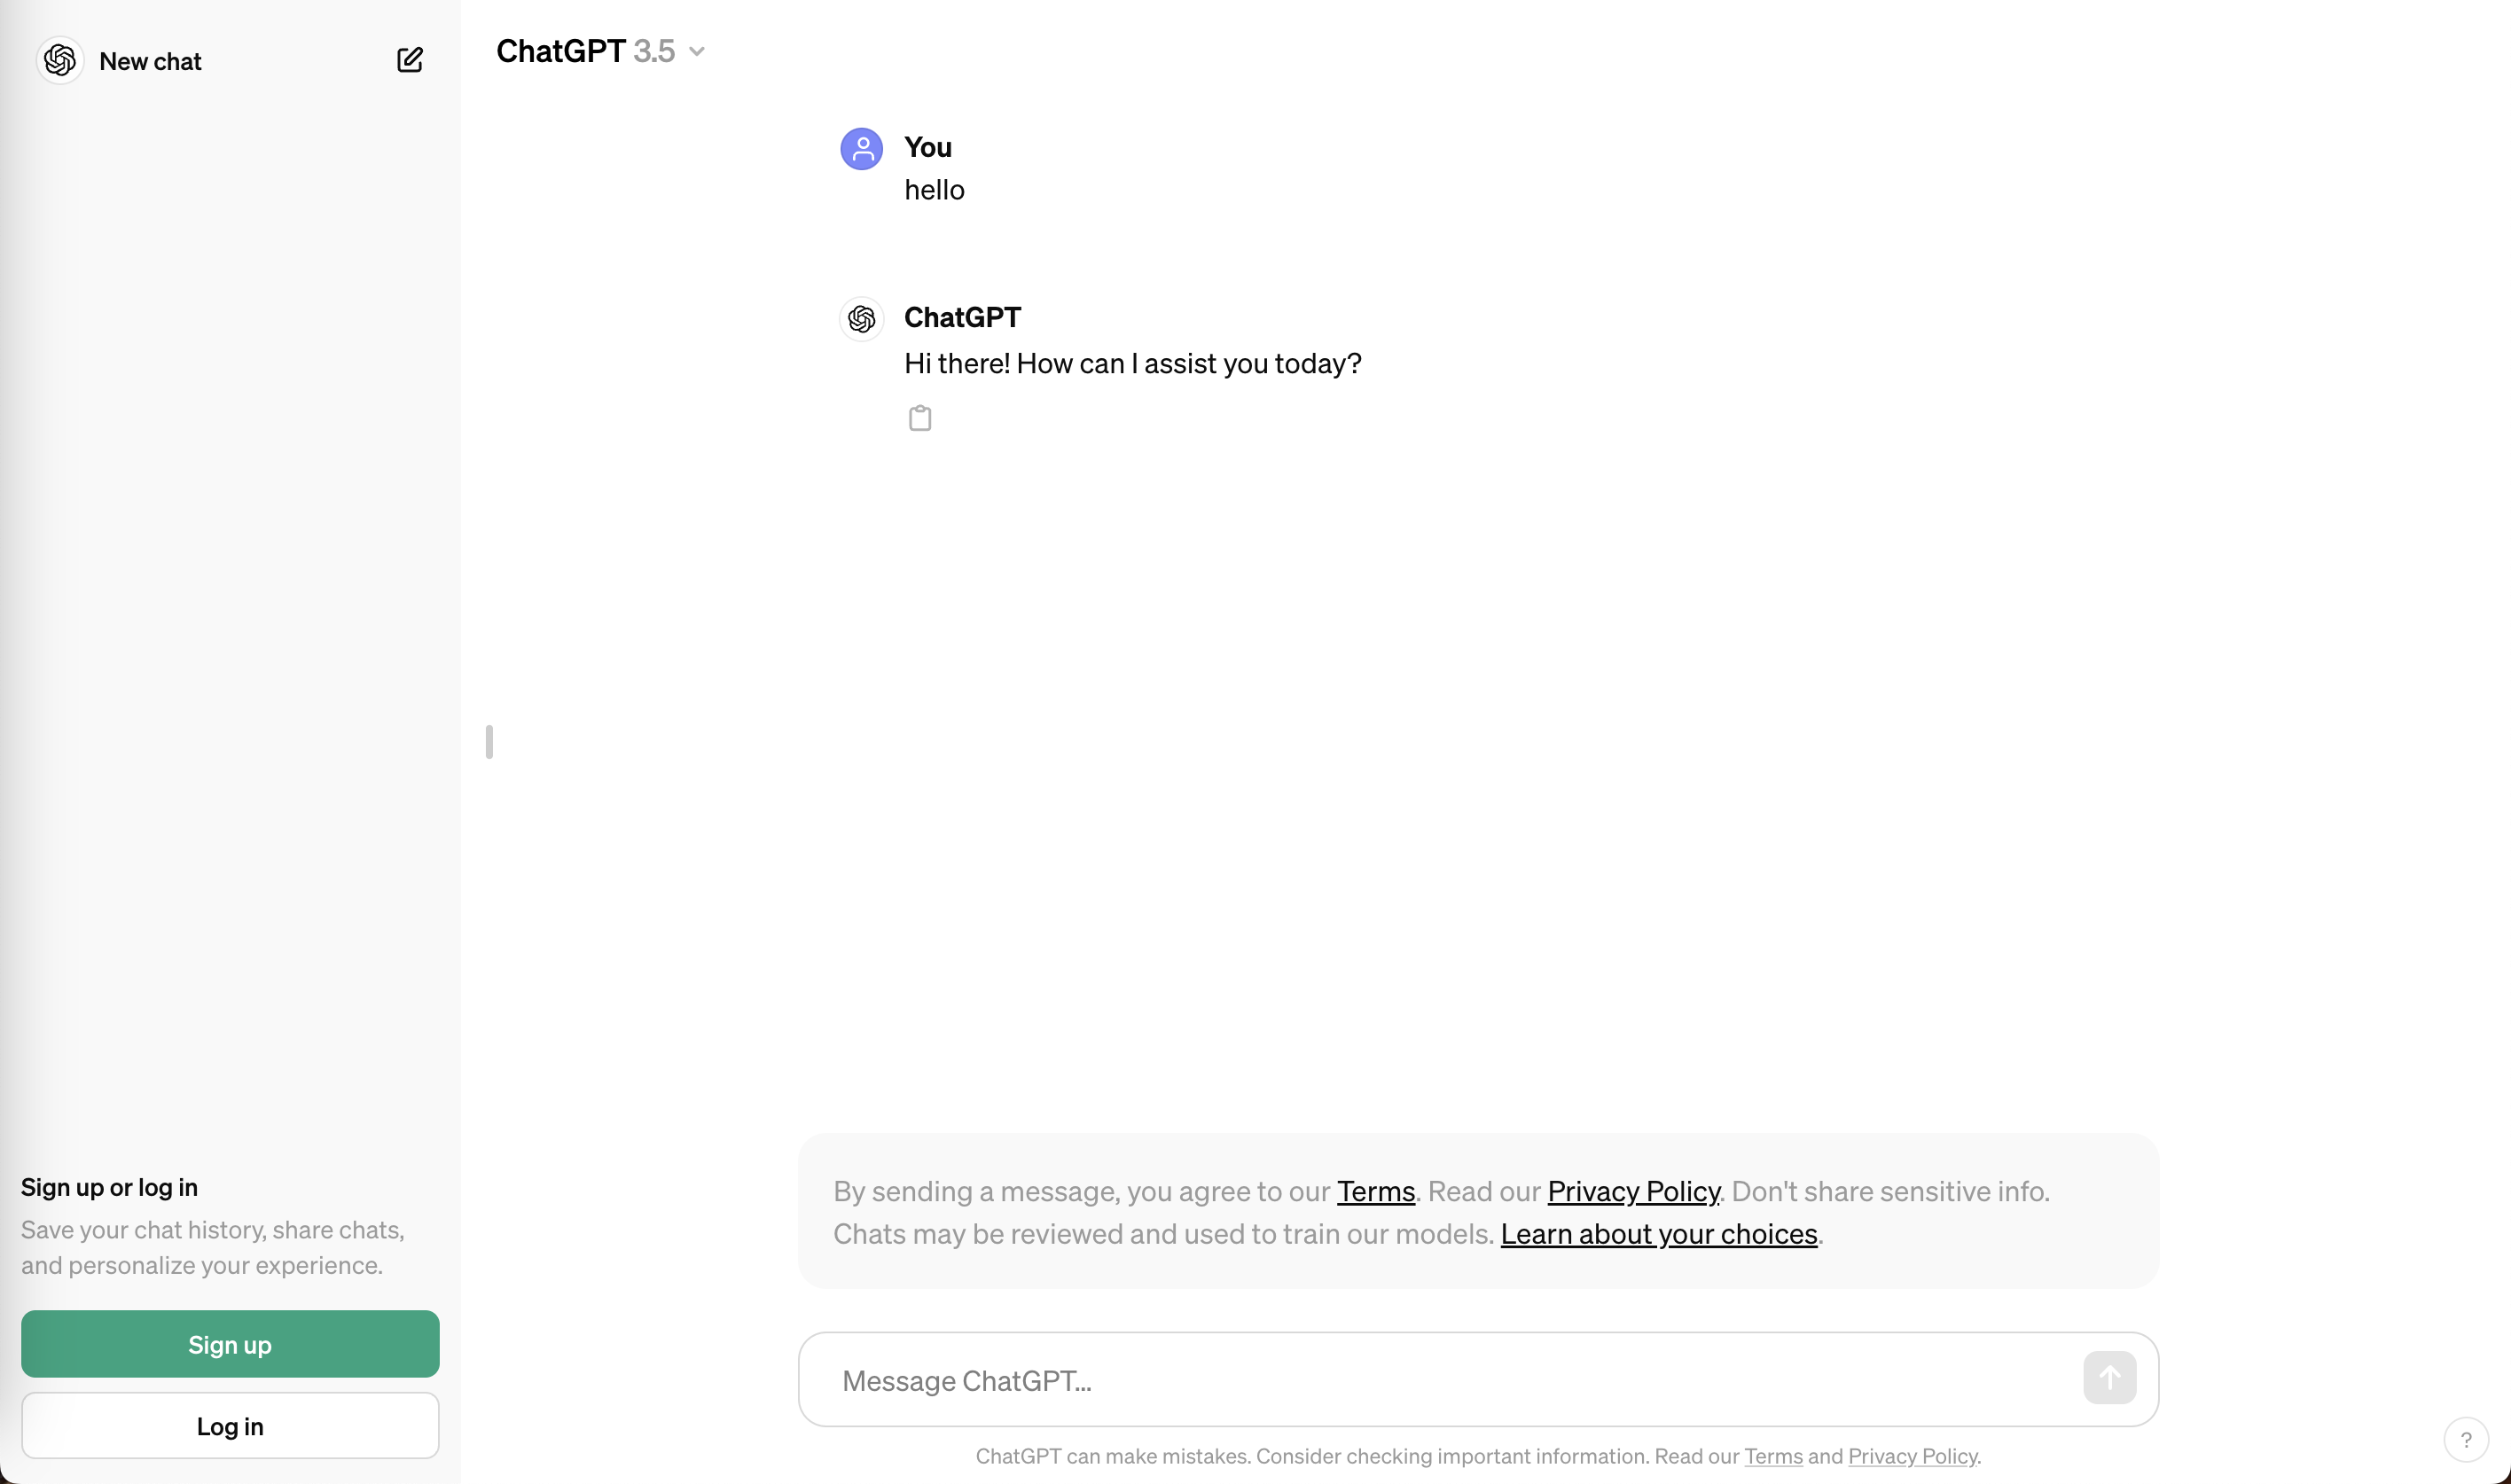 New chat
ChatGPT 3.5
You
hello
ChatGPT
Hi there! How can I assist you today?
Sign up or log in
Save your chat history, share chats,
and personalize your experience.
Sign up
Log in
By sending a message, you agree to our Terms. Read our Privacy Policy. Don't share sensitive info.
Chats may be reviewed and used to train our models. Learn about your choices.
Message ChatGPT...
ChatGPT can make mistakes. Consider checking important information. Read our Terms and Privacy Policy.
?